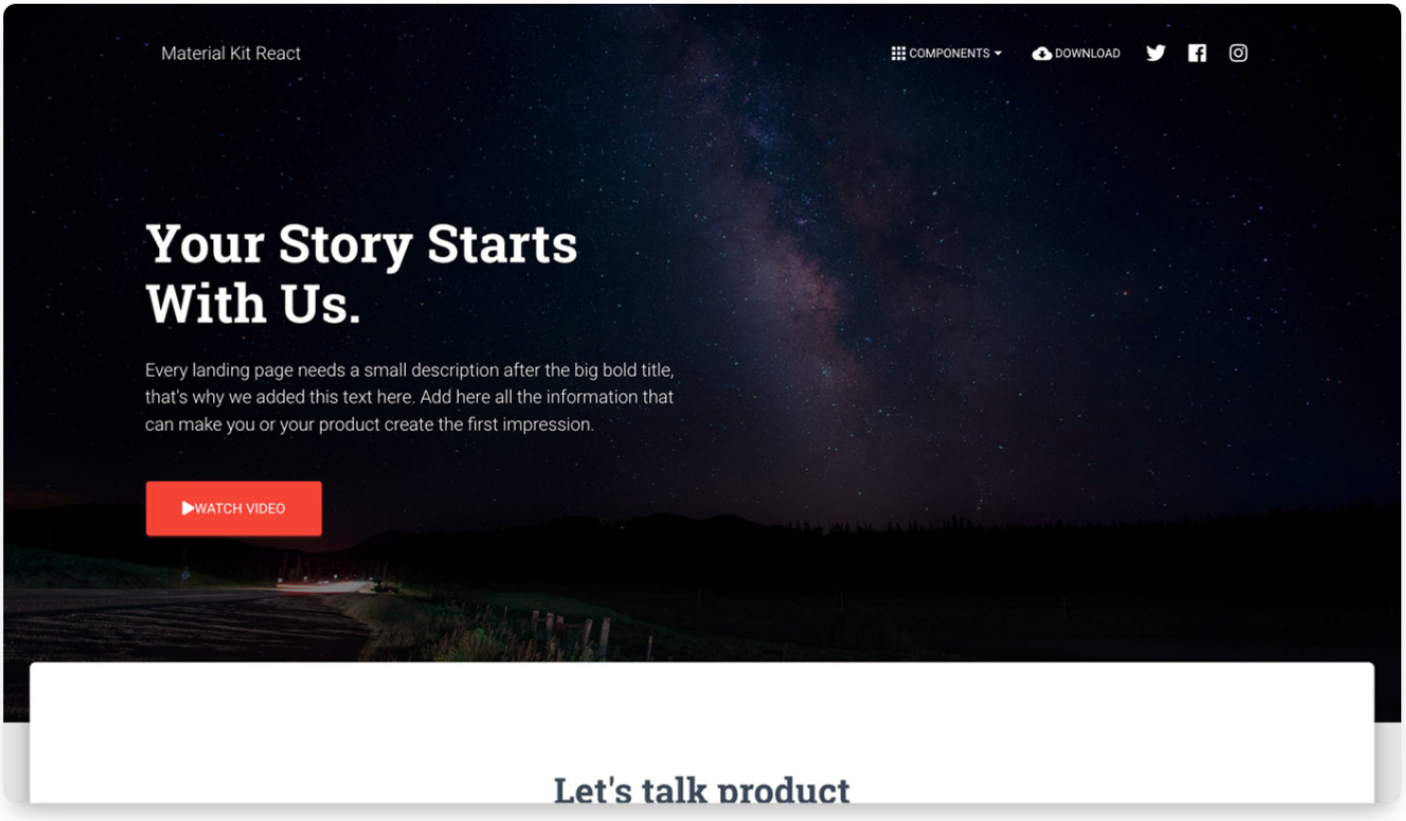 Material Kit React
COMPONENTS
DOWNLOAD
Your Story Starts
With Us.
Every landing page needs a small description after the big bold title,
that's why we added this text here. Add here all the information that
can make you or your product create the first impression.
WATCH VIDEO
Let's talk product